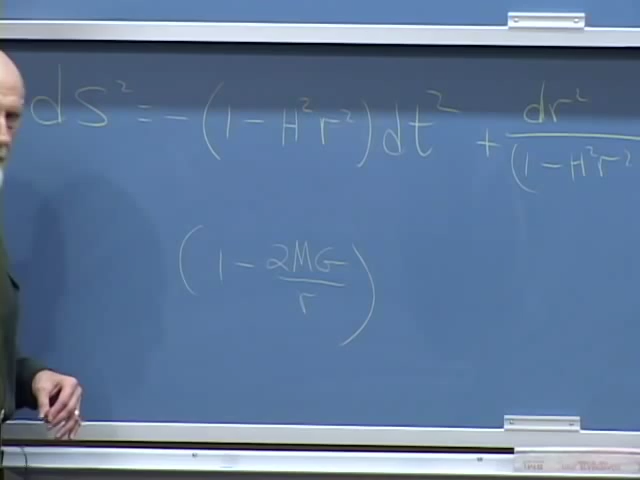 dS² = -(1 - H²r²)dt² + dr²/(1 - H²r²
(1 - 2MG/r)